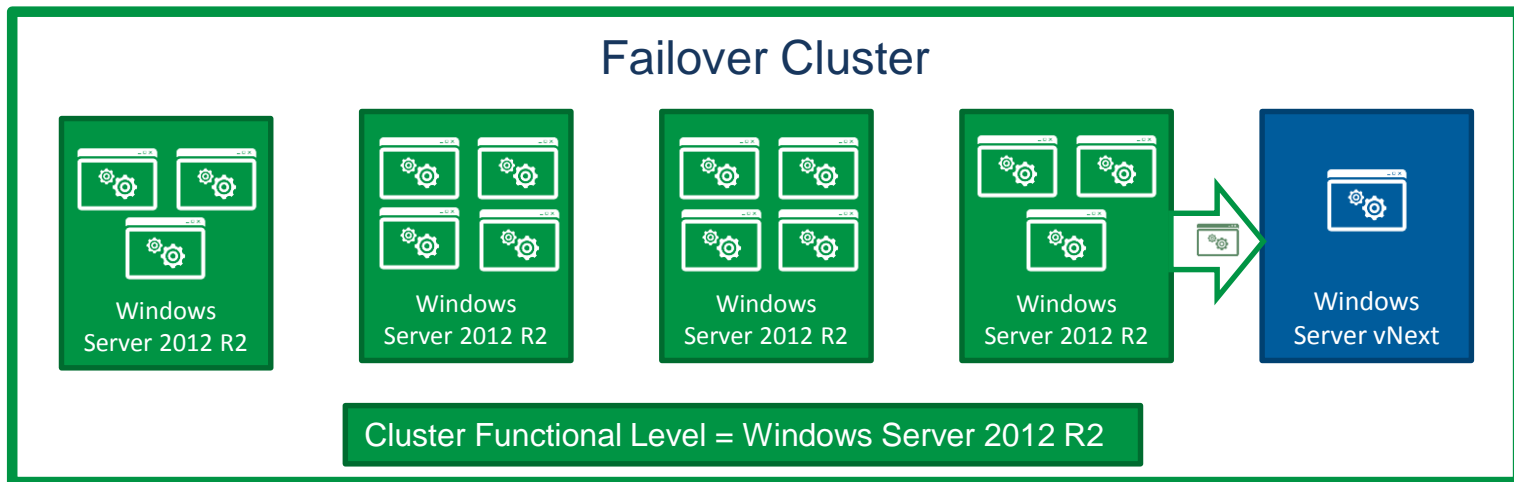 Failover Cluster
Windows
Server 2012 R2
Windows
Server 2012 R2
Windows
Server 2012 R2
Windows
Server 2012 R2
Windows
Server vNext
Cluster Functional Level = Windows Server 2012 R2